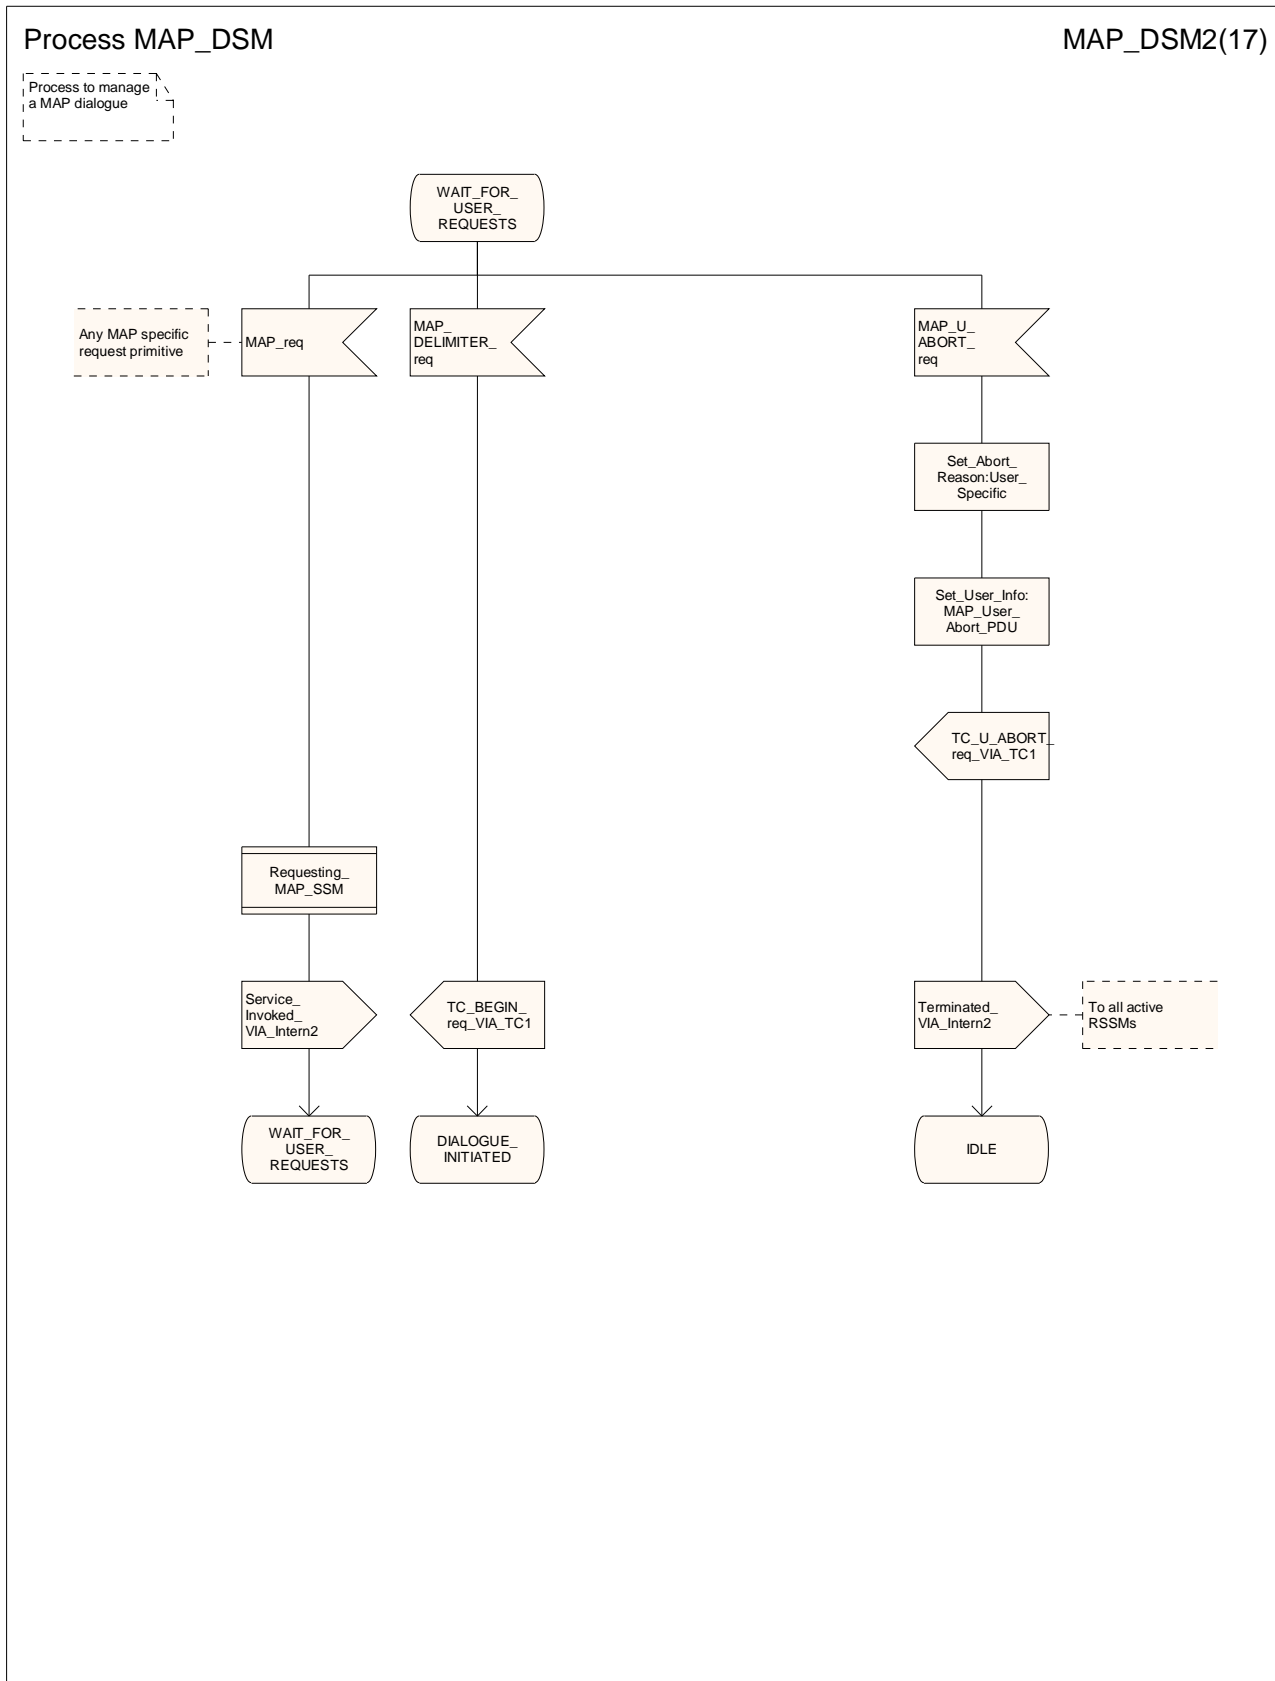 Process MAP_DSM
MAP_DSM2(17)
Process to manage
a MAP dialogue
WAIT_FOR_
USER_
REQUESTS
Any MAP specific
request primitive
MAP_req
MAP_
DELIMITER_
req
MAP_U_
ABORT_
req
Set_Abort_
Reason:User_
Specific
Set_User_Info:
MAP_User_
Abort_PDU
TC_U_ABORT_
req_VIA_TC1
Requesting_
MAP_SSM
Service_
Invoked_
VIA_Intern2
TC_BEGIN_
req_VIA_TC1
Terminated_
VIA_Intern2
To all active
RSSMs
WAIT_FOR_
USER_
REQUESTS
DIALOGUE_
INITIATED
IDLE